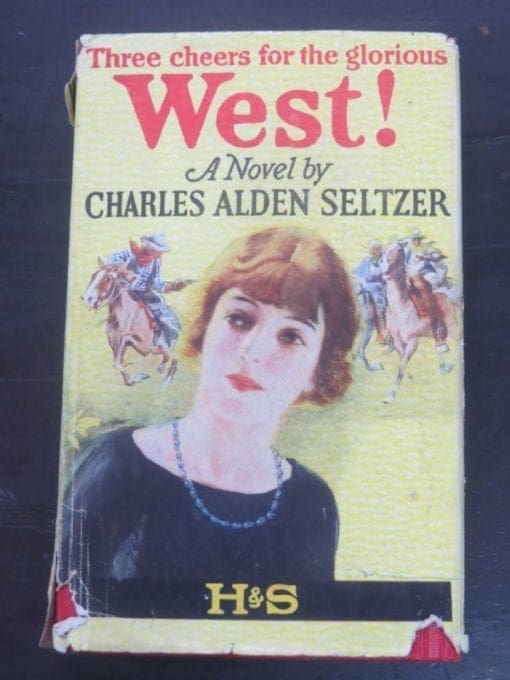 Three cheers for the glorious
West!
A Novel by
CHARLES ALDEN SELTZER
H&S